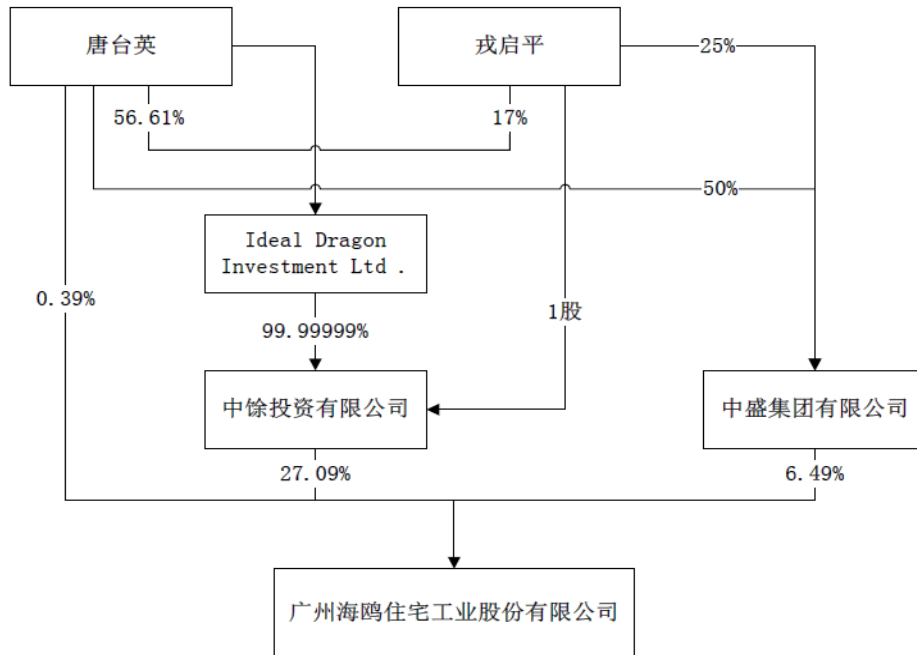 唐台英
戎启平
25%
56.61%
17%
50%
Ideal Dragon
Investment Ltd .
0.39%
1股
99.99999%
中馀投资有限公司
中盛集团有限公司
27.09%
6.49%
广州海鸥住宅工业股份有限公司